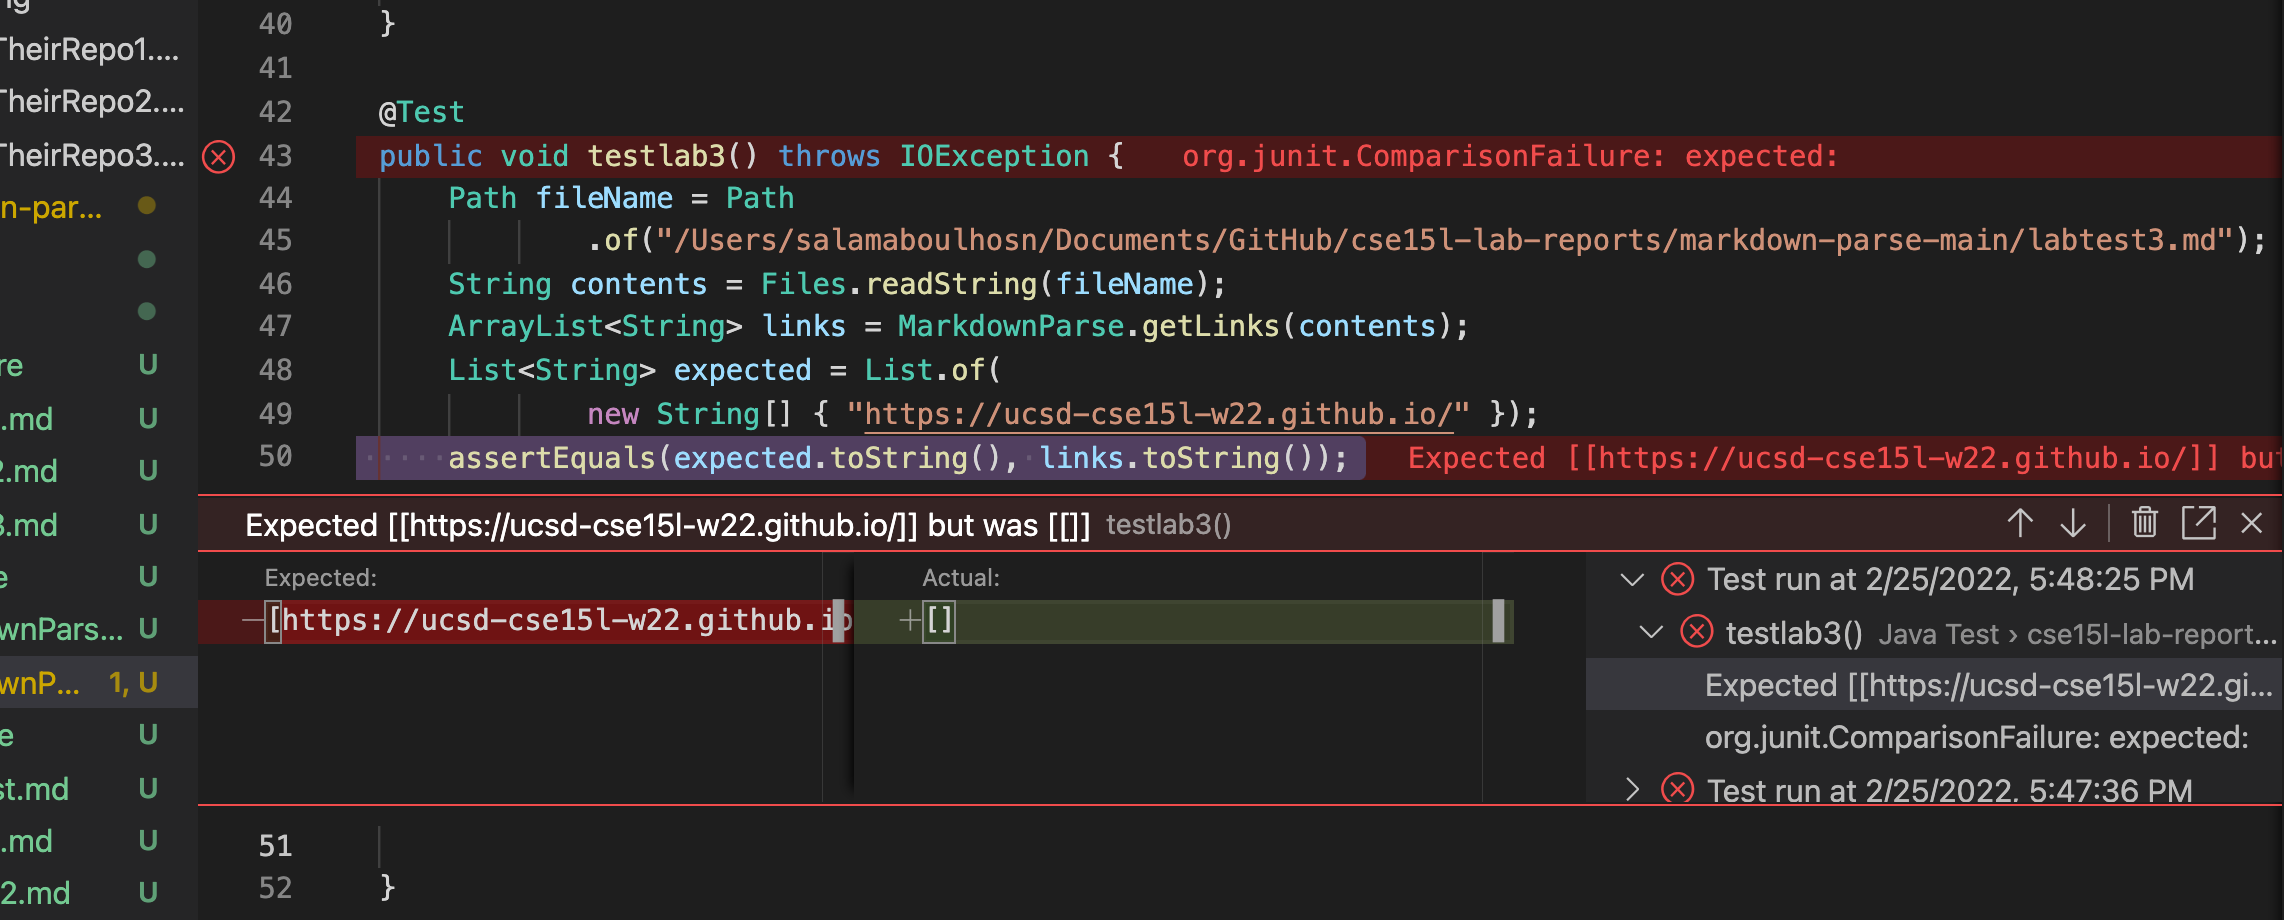 ng
TheirRepo1....
TheirRepo2....
TheirRepo3....
n-par...
re U
.md U
2.md U
3.md U
e U
wnPars... U
wnP... 1, U
e U
st.md U
.md U
2.md U
40 }
41
42 @Test
43 public void testlab3() throws IOException { org.junit.ComparisonFailure: expected:
44 Path fileName = Path
45 .of("/Users/salamaboulhosn/Documents/GitHub/cse15l-lab-reports/markdown-parse-main/labtest3.md");
46 String contents = Files.readString(fileName);
47 ArrayList<String> links = MarkdownParse.getLinks(contents);
48 List<String> expected = List.of(
49 new String[] { "https://ucsd-cse15l-w22.github.io/" });
50 assertEquals(expected.toString(), links.toString()); Expected [[https://ucsd-cse15l-w22.github.io/]] but
Expected [[https://ucsd-cse15l-w22.github.io/]] but was [[]] testlab3()
Expected:
[https://ucsd-cse15l-w22.github.io
Actual:
[]
Test run at 2/25/2022, 5:48:25 PM
testlab3() Java Test › cse15l-lab-report...
Expected [[https://ucsd-cse15l-w22.gi...
org.junit.ComparisonFailure: expected:
Test run at 2/25/2022, 5:47:36 PM
51
52 }